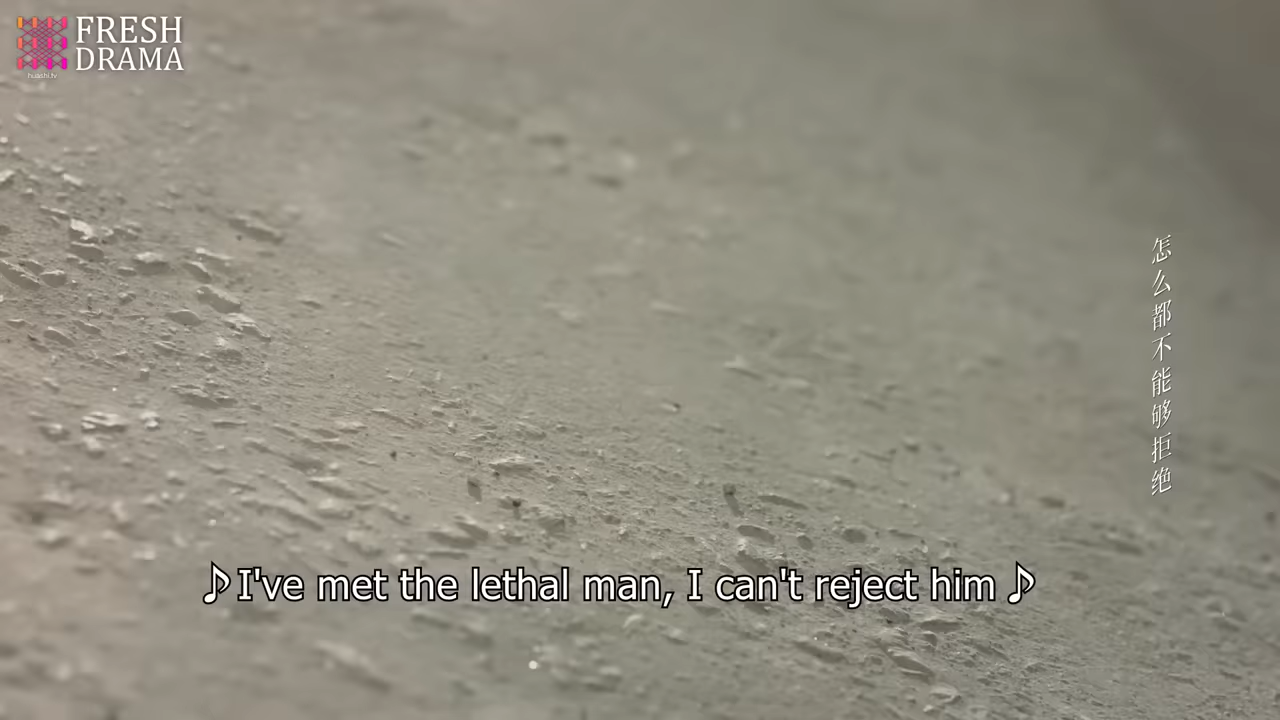 FRESH
DRAMA
huashi.tv
怎么都不能够拒绝
♪I've met the lethal man, I can't reject him♪